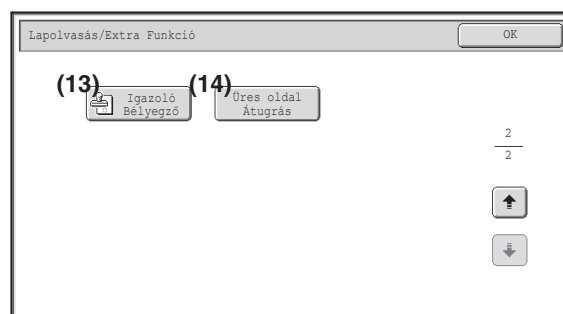 Lapolvasás/Extra Funkció
OK
(13)
Igazoló
Bélyegző
(14)
Üres oldal
Átugrás
2
2